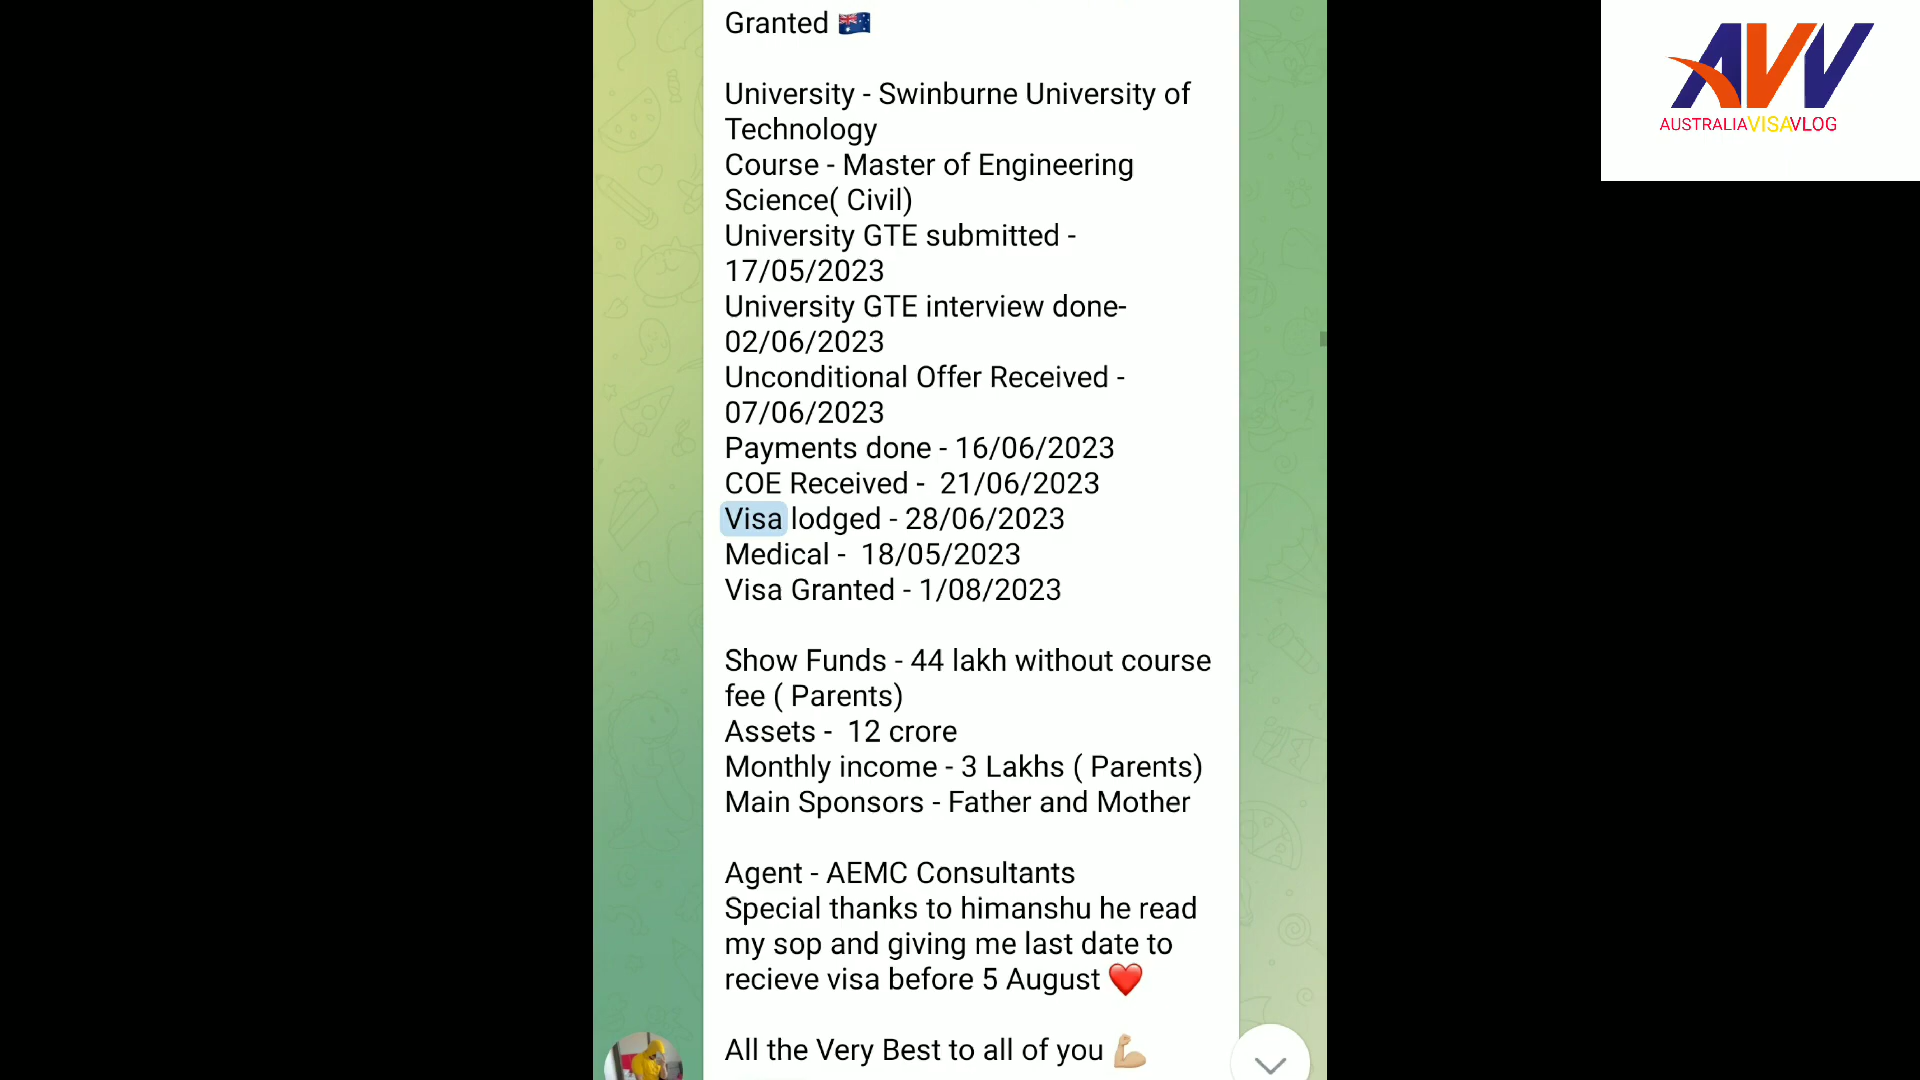 Granted 🇦🇺
University - Swinburne University of
Technology
Course - Master of Engineering
Science( Civil)
University GTE submitted -
17/05/2023
University GTE interview done-
02/06/2023
Unconditional Offer Received -
07/06/2023
Payments done - 16/06/2023
COE Received -  21/06/2023
Visa lodged - 28/06/2023
Medical -  18/05/2023
Visa Granted - 1/08/2023
Show Funds - 44 lakh without course
fee ( Parents)
Assets -  12 crore
Monthly income - 3 Lakhs ( Parents)
Main Sponsors - Father and Mother
Agent - AEMC Consultants
Special thanks to himanshu he read
my sop and giving me last date to
recieve visa before 5 August ❤️
All the Very Best to all of you 💪🏼
AVV
AUSTRALIAVISAVLOG